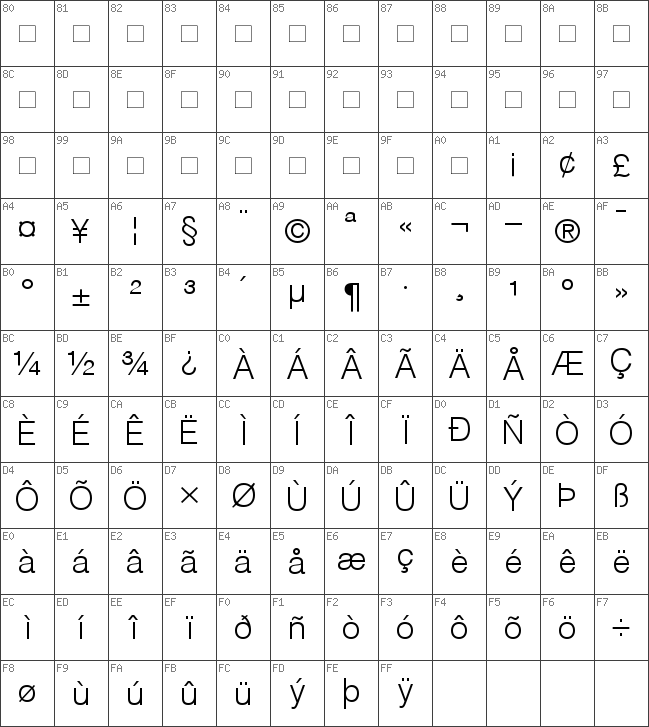 80 81 82 83 84 85 86 87 88 89 8A 8B
8C 8D 8E 8F 90 91 92 93 94 95 96 97
98 99 9A 9B 9C 9D 9E 9F A0 A1 A2 A3
¡ ¢ £
A4 A5 A6 A7 A8 A9 AA AB AC AD AE AF
¤ ¥ ¦ § ¨ © ª « ¬ – ® ¯
B0 B1 B2 B3 B4 B5 B6 B7 B8 B9 BA BB
° ± ² ³ ´ µ ¶ · ¸ ¹ º »
BC BD BE BF C0 C1 C2 C3 C4 C5 C6 C7
¼ ½ ¾ ¿ À Á Â Ã Ä Å Æ Ç
C8 C9 CA CB CC CD CE CF D0 D1 D2 D3
È É Ê Ë Ì Í Î Ï Ð Ñ Ò Ó
D4 D5 D6 D7 D8 D9 DA DB DC DD DE DF
Ô Õ Ö × Ø Ù Ú Û Ü Ý Þ ß
E0 E1 E2 E3 E4 E5 E6 E7 E8 E9 EA EB
à á â ã ä å æ ç è é ê ë
EC ED EE EF F0 F1 F2 F3 F4 F5 F6 F7
ì í î ï ð ñ ò ó ô õ ö ÷
F8 F9 FA FB FC FD FE FF
ø ù ú û ü ý þ ÿ